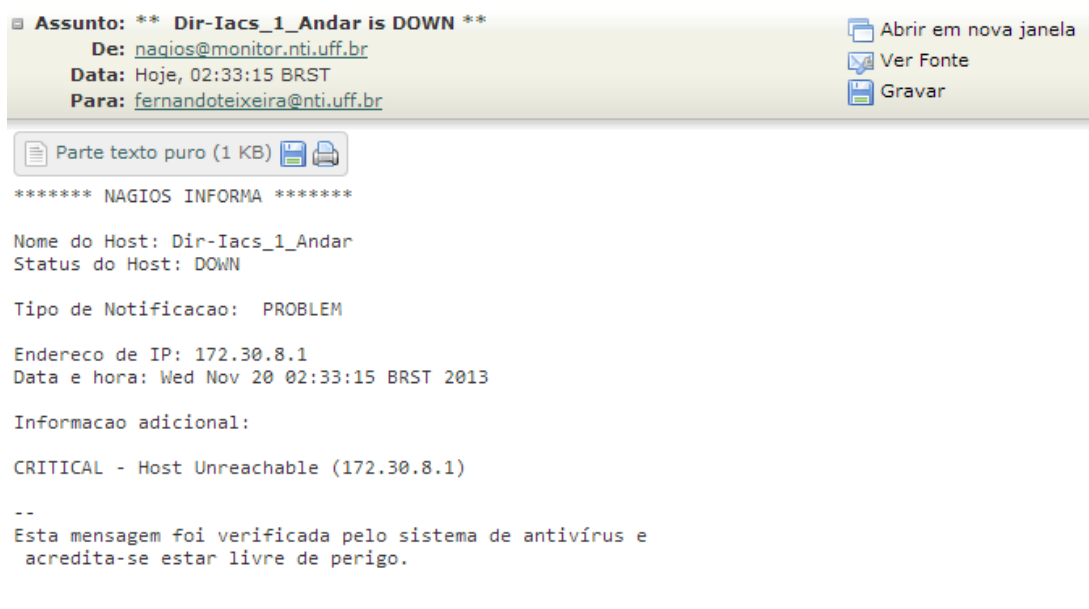 Assunto: ** Dir-Iacs_1_Andar is DOWN **
De: nagios@monitor.nti.uff.br
Data: Hoje, 02:33:15 BRST
Para: fernandoteixeira@nti.uff.br
Abrir em nova janela
Ver Fonte
Gravar
Parte texto puro (1 KB)
******* NAGIOS INFORMA *******
Nome do Host: Dir-Iacs_1_Andar
Status do Host: DOWN
Tipo de Notificacao:  PROBLEM
Endereco de IP: 172.30.8.1
Data e hora: Wed Nov 20 02:33:15 BRST 2013
Informacao adicional:
CRITICAL - Host Unreachable (172.30.8.1)
--
Esta mensagem foi verificada pelo sistema de antivírus e
acredita-se estar livre de perigo.